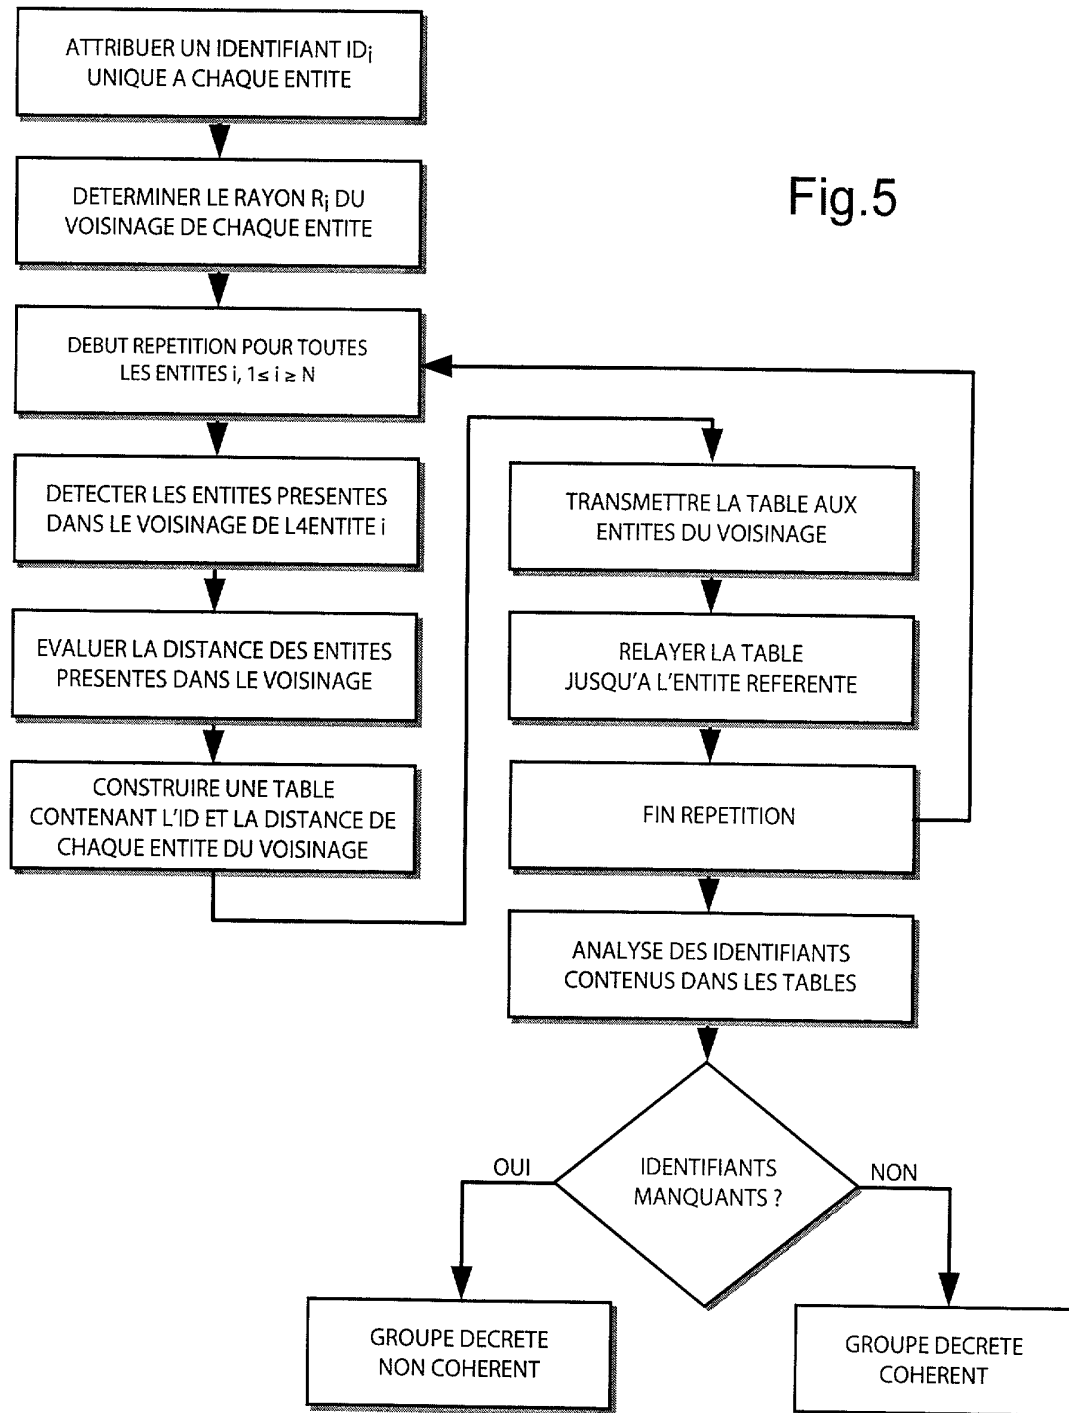 ATTRIBUER UN IDENTIFIANT IDi
UNIQUE A CHAQUE ENTITE
DETERMINER LE RAYON Ri DU
VOISINAGE DE CHAQUE ENTITE
Fig.5
DEBUT REPETITION POUR TOUTES
LES ENTITES i, 1≤ i ≥ N
DETECTER LES ENTITES PRESENTES
DANS LE VOISINAGE DE L4ENTITE i
EVALUER LA DISTANCE DES ENTITES
PRESENTES DANS LE VOISINAGE
CONSTRUIRE UNE TABLE
CONTENANT L'ID ET LA DISTANCE DE
CHAQUE ENTITE DU VOISINAGE
TRANSMETTRE LA TABLE AUX
ENTITES DU VOISINAGE
RELAYER LA TABLE
JUSQU'A L'ENTITE REFERENTE
FIN REPETITION
ANALYSE DES IDENTIFIANTS
CONTENUS DANS LES TABLES
IDENTIFIANTS
MANQUANTS ?
OUI
NON
GROUPE DECRETE
NON COHERENT
GROUPE DECRETE
COHERENT